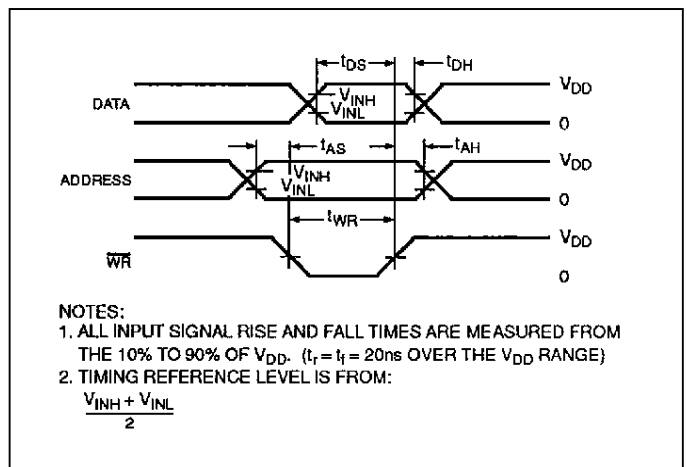 tDS
tDH
DATA
VINH
VINL
VDD
0
tAS
tAH
ADDRESS
VINH
VINL
VDD
0
tWR
WR
VDD
0
NOTES:
1. ALL INPUT SIGNAL RISE AND FALL TIMES ARE MEASURED FROM
THE 10% TO 90% OF VDD. (tr = tf = 20ns OVER THE VDD RANGE)
2. TIMING REFERENCE LEVEL IS FROM:
VINH + VINL
2